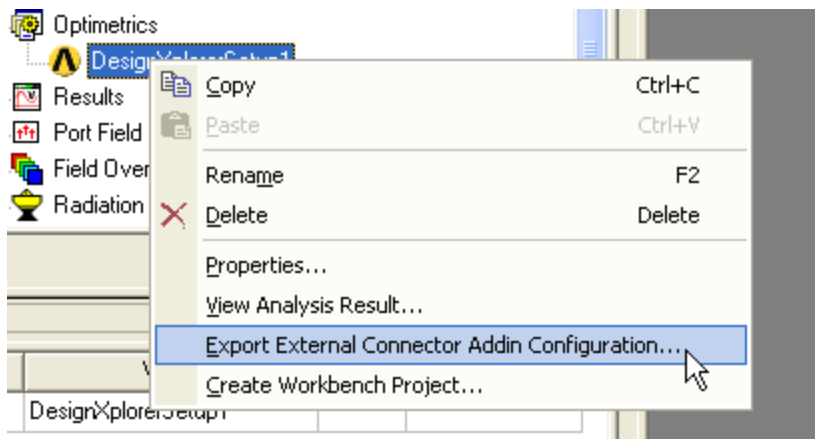 Optimetrics
DesignXplorerSetup1
Results
Port Field
Field Over
Radiation
Copy Ctrl+C
Paste Ctrl+V
Rename F2
Delete Delete
Properties...
View Analysis Result...
Export External Connector Addin Configuration...
Create Workbench Project...
DesignXplorerSetup1